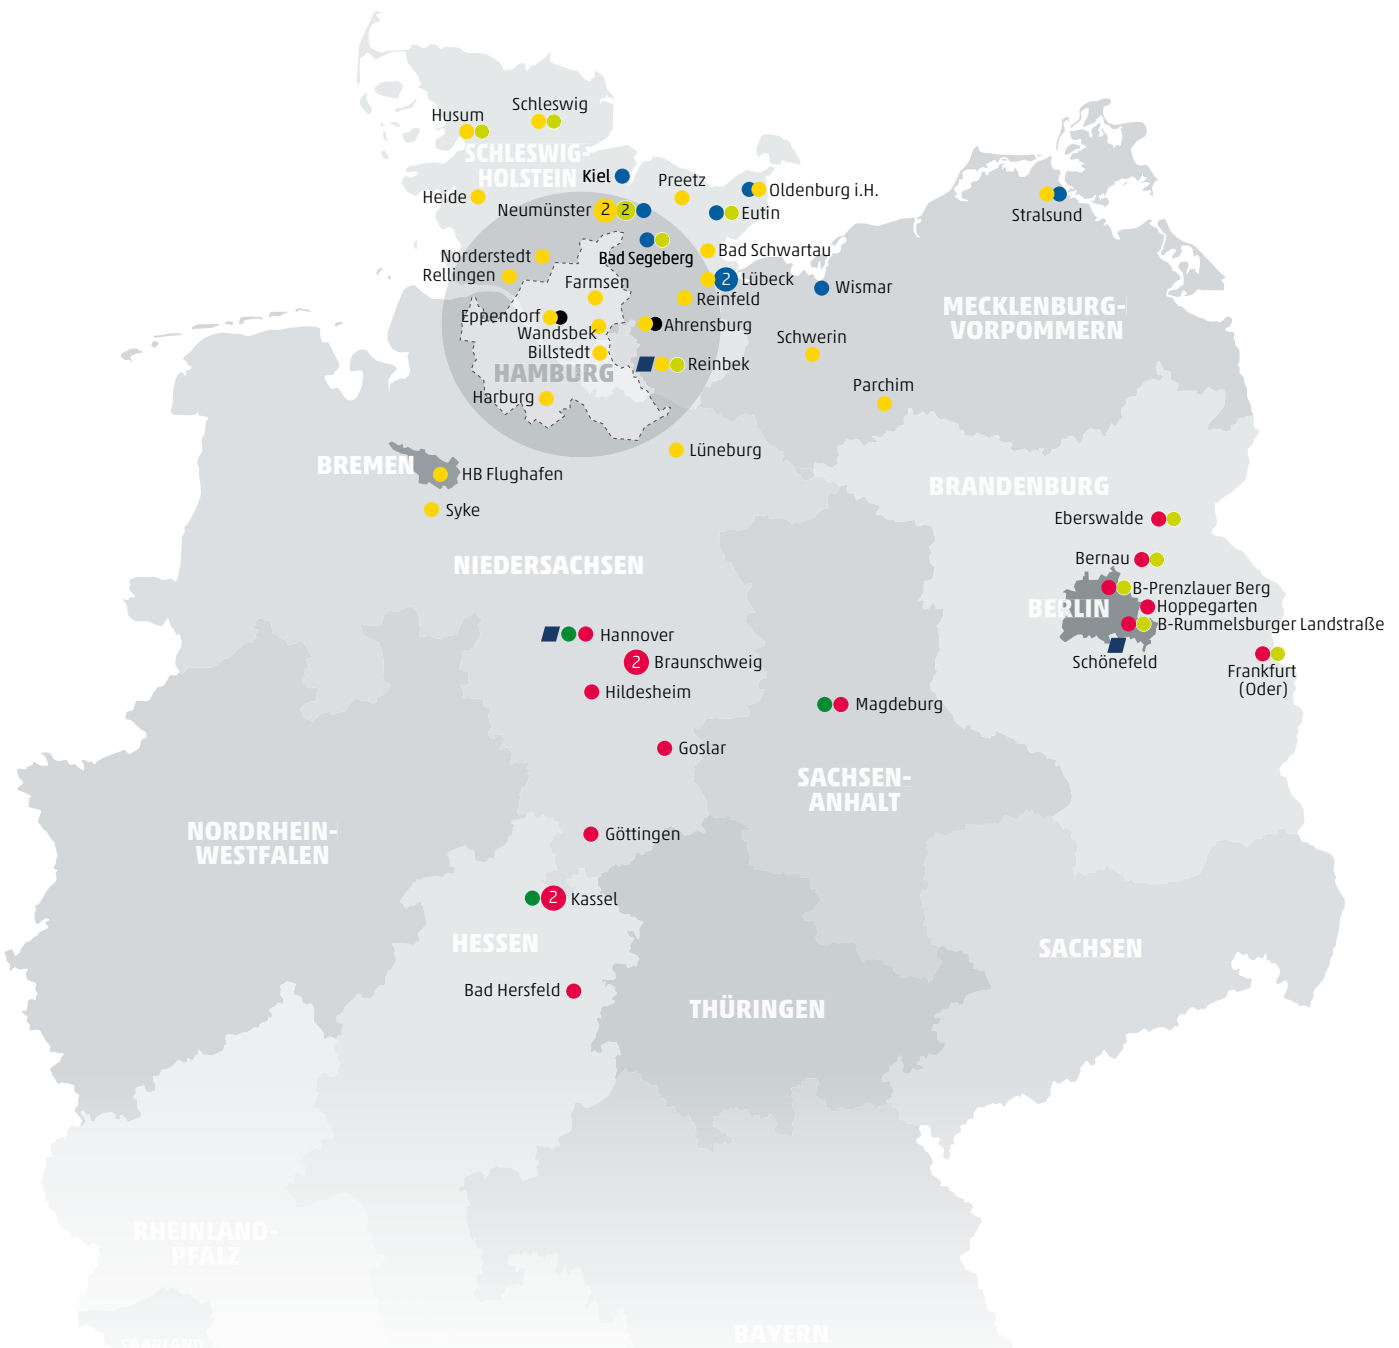 Schleswig
Husum
SCHLESWIG-
HOLSTEIN
Kiel
Preetz
Oldenburg i.H.
Heide
Neumünster
2
2
Eutin
Stralsund
Bad Schwartau
Norderstedt
Bad Segeberg
Rellingen
Farmsen
2
Lübeck
Wismar
Reinfeld
MECKLENBURG-
VORPOMMERN
Eppendorf
Ahrensburg
Wandsbek
Schwerin
Billstedt
Reinbek
HAMBURG
Parchim
Harburg
Lüneburg
BREMEN
HB Flughafen
BRANDENBURG
Syke
Eberswalde
Bernau
NIEDERSACHSEN
B-Prenzlauer Berg
BERLIN
Hoppegarten
B-Rummelsburger Landstraße
Hannover
2
Braunschweig
Schönefeld
Frankfurt
(Oder)
Hildesheim
Magdeburg
Goslar
SACHSEN-
ANHALT
NORDRHEIN-
WESTFALEN
Göttingen
2
Kassel
HESSEN
SACHSEN
Bad Hersfeld
THÜRINGEN
RHEINLAND-
PFALZ
BAYERN
SAARLAND